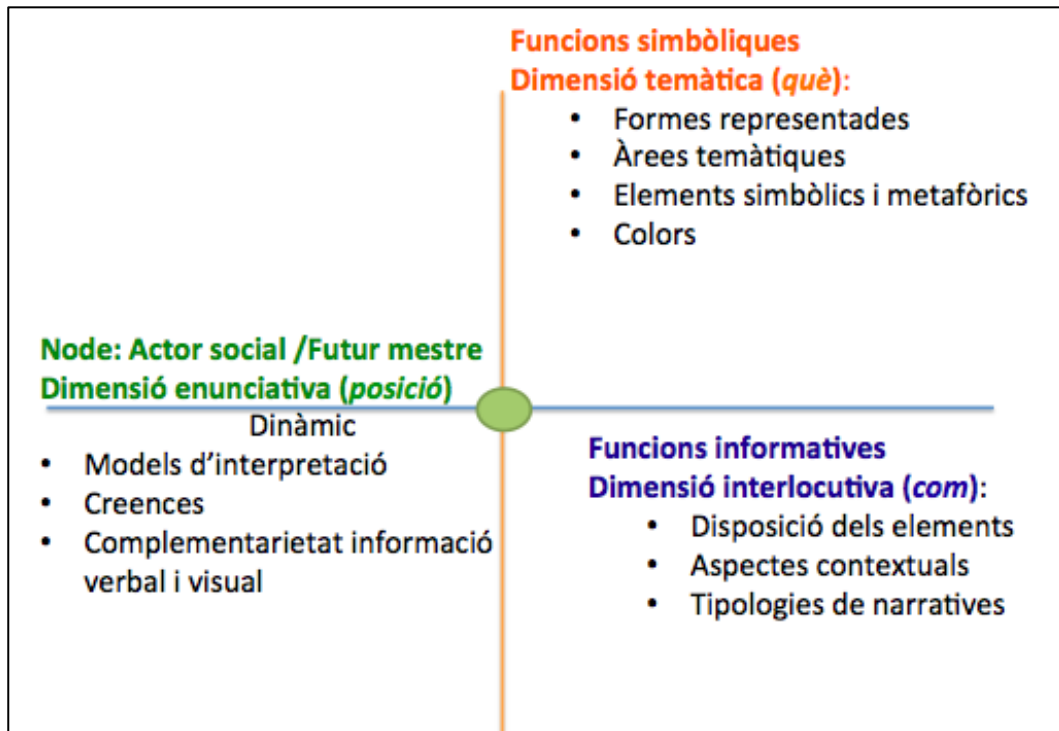 Funcions simbòliques
Dimensió temàtica (què):
• Formes representades
• Àrees temàtiques
• Elements simbòlics i metafòrics
• Colors
Node: Actor social /Futur mestre
Dimensió enunciativa (posició)
Dinàmic
• Models d'interpretació
• Creences
• Complementarietat informació
verbal i visual
Funcions informatives
Dimensió interlocutiva (com):
• Disposició dels elements
• Aspectes contextuals
• Tipologies de narratives